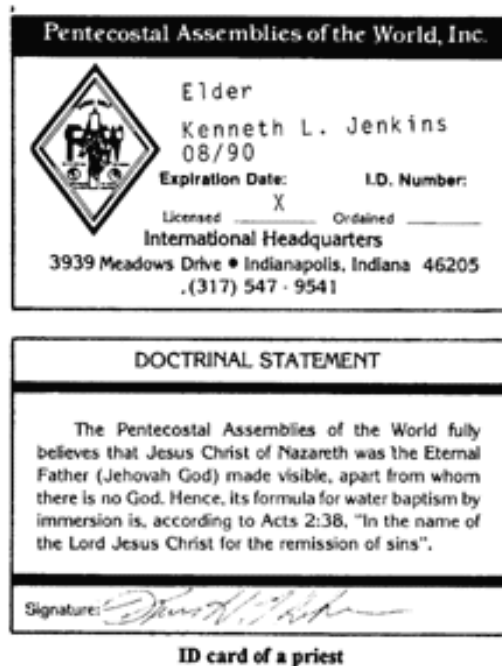 Pentecostal Assemblies of the World, Inc.
PAW
Elder
Kenneth L. Jenkins
08/90
Expiration Date: I.D. Number:
Licensed X Ordained
International Headquarters
3939 Meadows Drive • Indianapolis, Indiana 46205
(317) 547 - 9541
DOCTRINAL STATEMENT
The Pentecostal Assemblies of the World fully
believes that Jesus Christ of Nazareth was the Eternal
Father (Jehovah God) made visible, apart from whom
there is no God. Hence, its formula for water baptism by
immersion is, according to Acts 2:38, "In the name of
the Lord Jesus Christ for the remission of sins".
Signature:
ID card of a priest